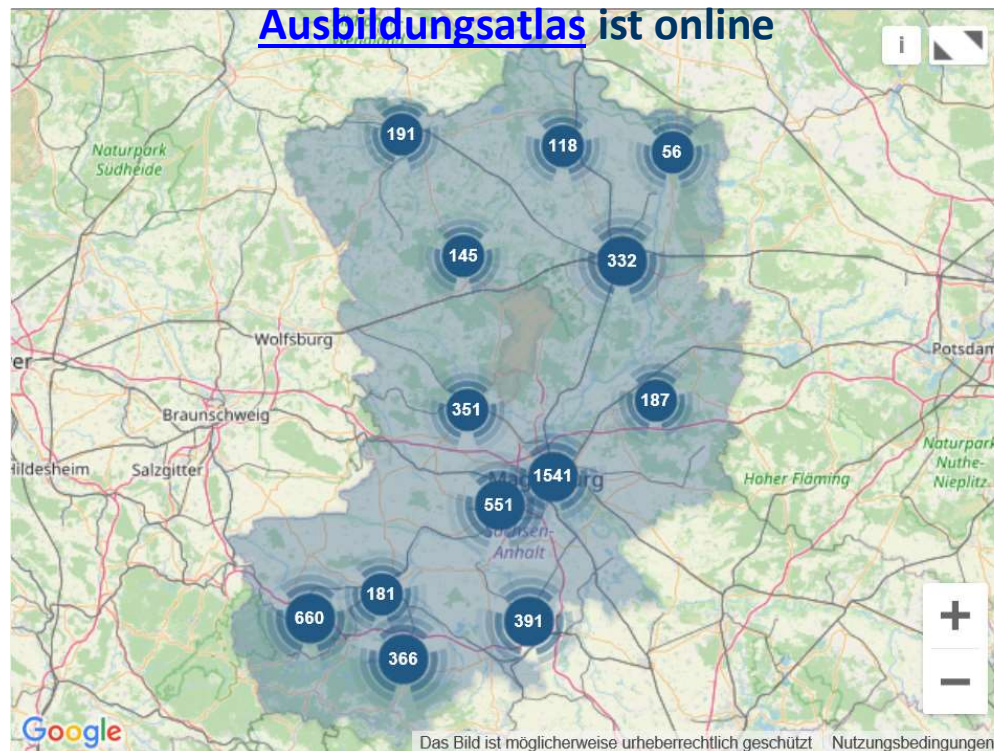 Ausbildungsatlas ist online
i
191
118
56
Naturpark
Südheide
145
332
Wolfsburg
Potsdam
351
187
Braunschweig
Hildesheim
Salzgitter
1541
Hoher Fläming
Naturpark
Nuthe-
Nieplitz
551
Sachsen-
Anhalt
181
660
391
366
+
−
Google
Das Bild ist möglicherweise urheberrechtlich geschützt
Nutzungsbedingungen